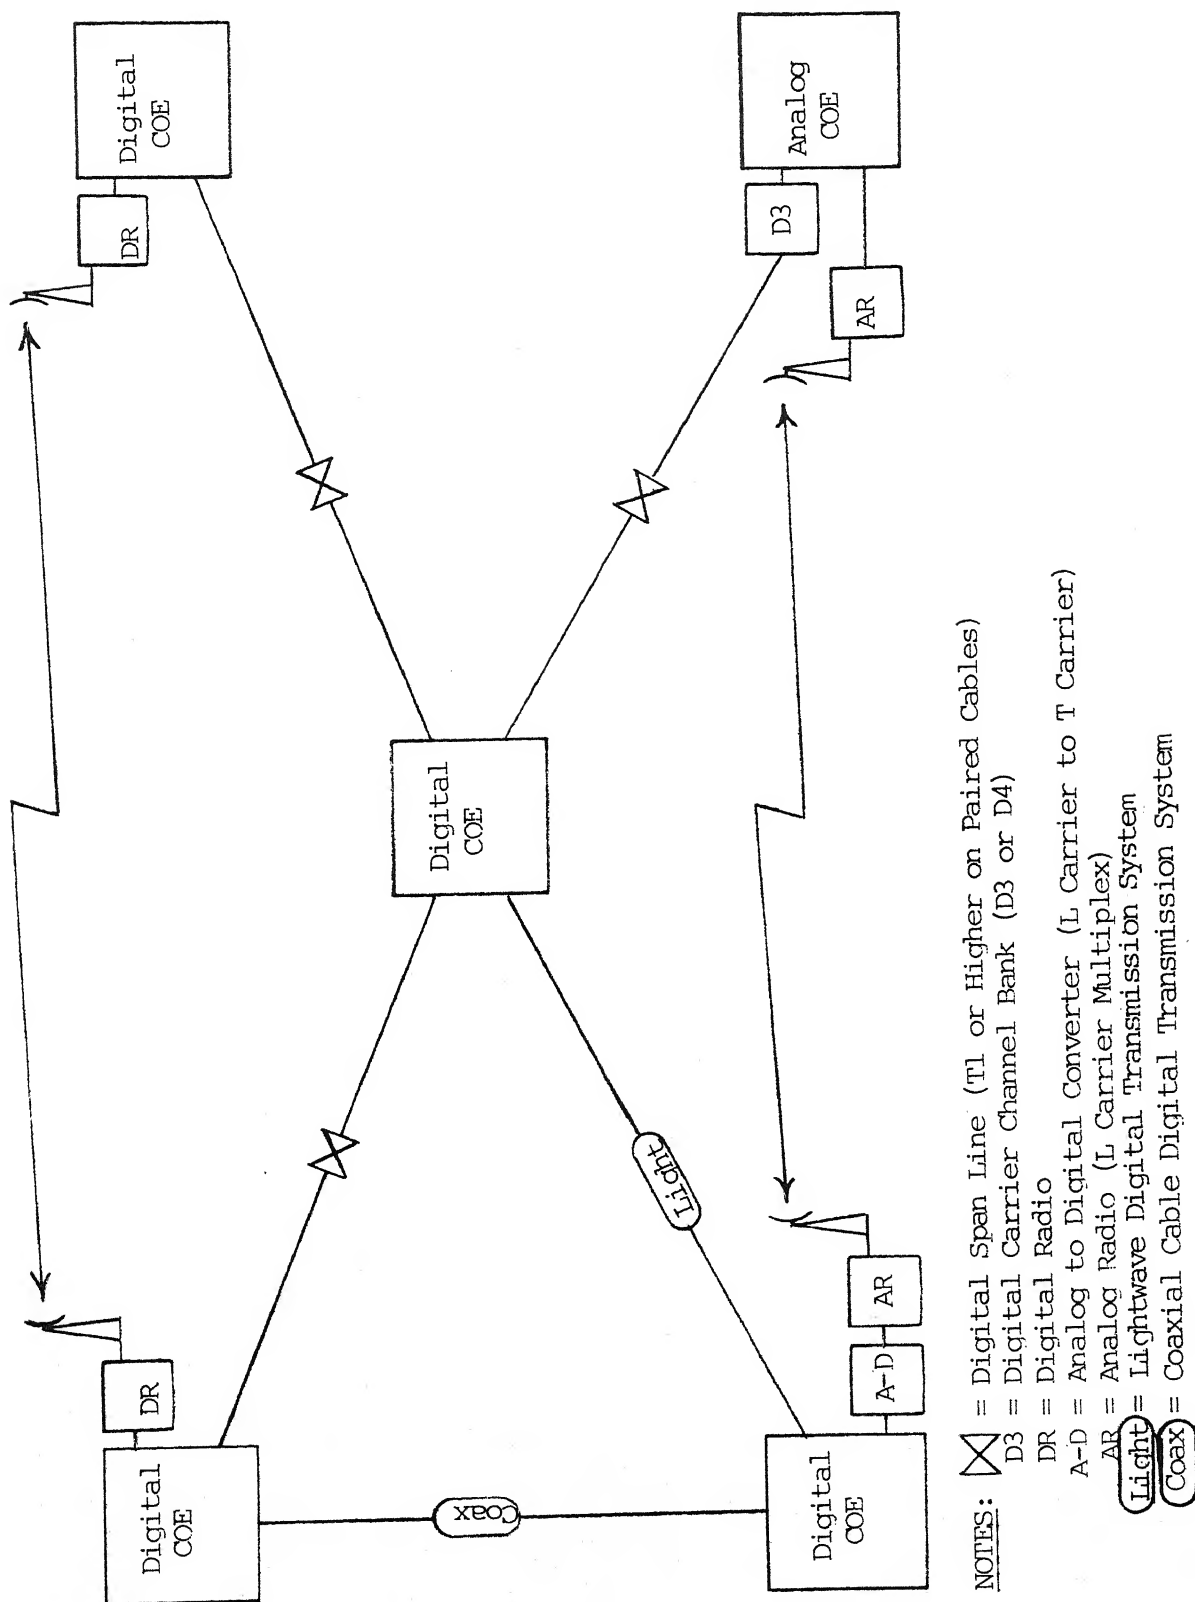 Digital
COE
DR
Digital
COE
DR
Coax
Digital
COE
Light
Digital
COE
A-D
AR
Analog
COE
D3
AR
NOTES: = Digital Span Line (T1 or Higher on Paired Cables)
D3 = Digital Carrier Channel Bank (D3 or D4)
DR = Digital Radio
A-D = Analog to Digital Converter (L Carrier to T Carrier)
AR = Analog Radio (L Carrier Multiplex)
Light = Lightwave Digital Transmission System
Coax = Coaxial Cable Digital Transmission System